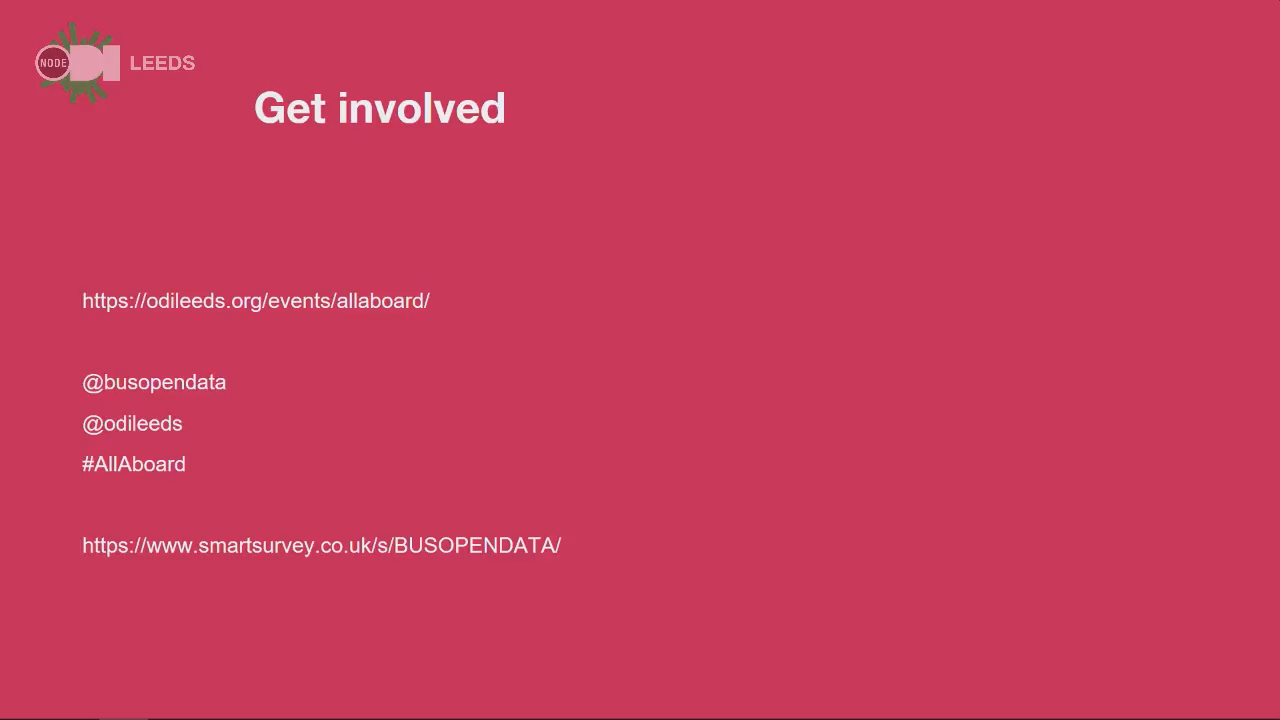 NODE
LEEDS
Get involved
https://odileeds.org/events/allaboard/
@busopendata
@odileeds
#AllAboard
https://www.smartsurvey.co.uk/s/BUSOPENDATA/